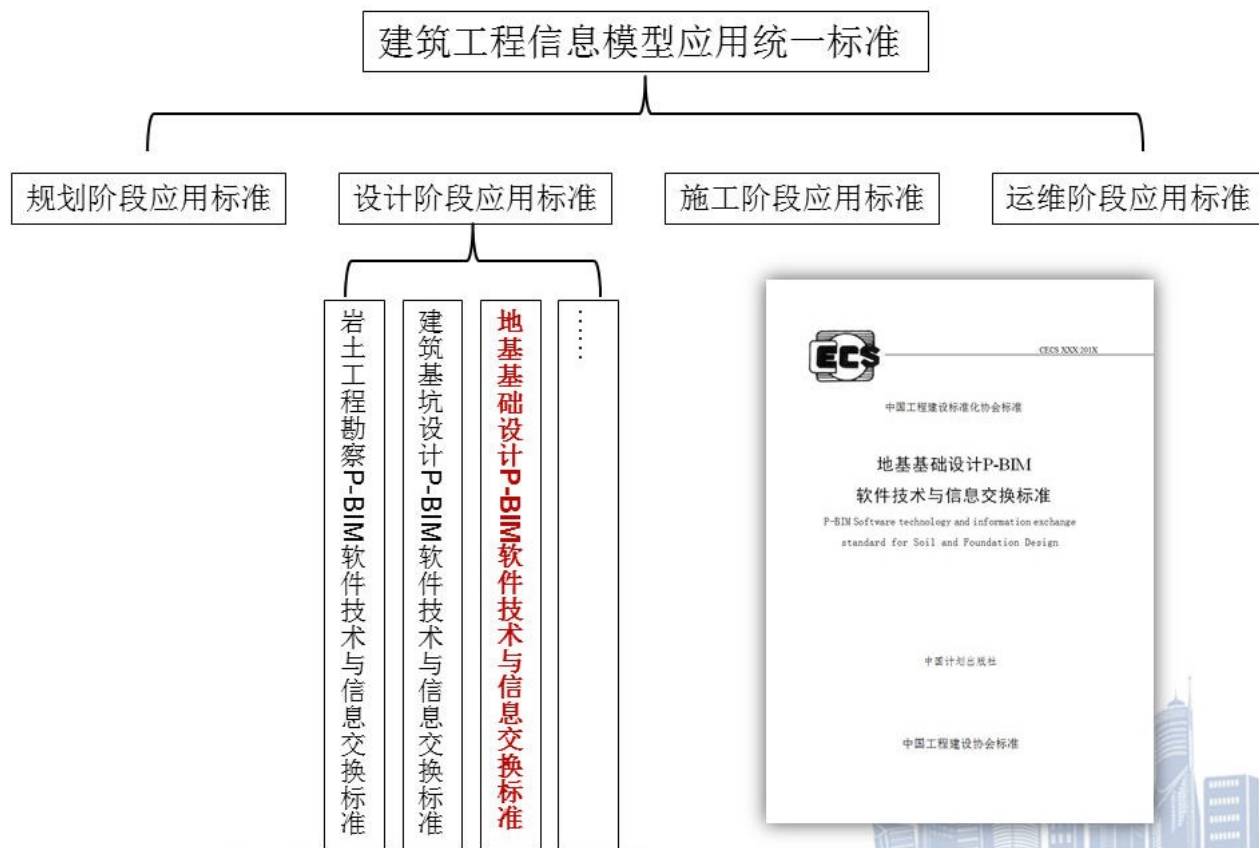 建筑工程信息模型应用统一标准
规划阶段应用标准
设计阶段应用标准
施工阶段应用标准
运维阶段应用标准
岩土工程勘察P-BIM软件技术与信息交换标准
建筑基坑设计P-BIM软件技术与信息交换标准
地基基础设计P-BIM软件技术与信息交换标准
……
ECS
CECS XXX:201X
中国工程建设标准化协会标准
地基基础设计P-BIM
软件技术与信息交换标准
P-BIM Software technology and information exchange
standard for Soil and Foundation Design
中国计划出版社
中国工程建设协会标准